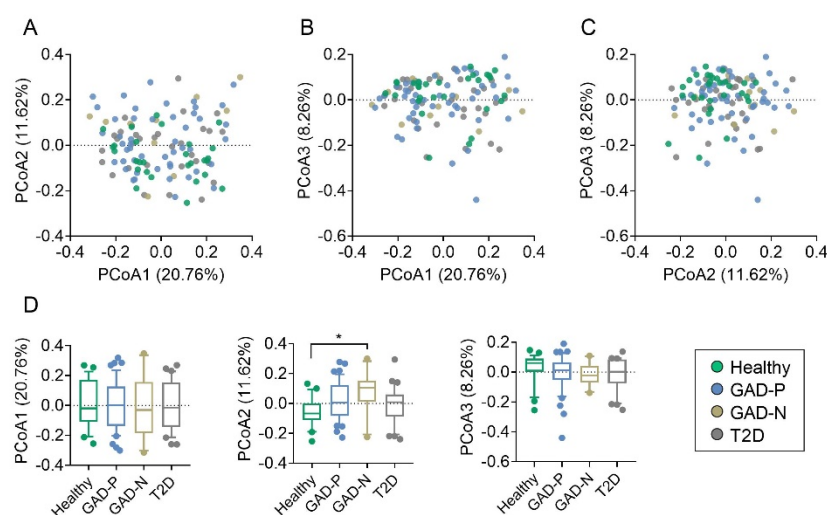 A
0.4
0.2
0.0
-0.2
-0.4
PCoA2 (11.62%)
-0.4 -0.2 0.0 0.2 0.4
PCoA1 (20.76%)
B
0.2
0.0
-0.2
-0.4
-0.6
PCoA3 (8.26%)
-0.4 -0.2 0.0 0.2 0.4
PCoA1 (20.76%)
C
0.2
0.0
-0.2
-0.4
-0.6
PCoA3 (8.26%)
-0.4 -0.2 0.0 0.2 0.4
PCoA2 (11.62%)
D
0.4
0.2
0.0
-0.2
-0.4
PCoA1 (20.76%)
Healthy
GAD-P
GAD-N
T2D
0.4
0.2
0.0
-0.2
-0.4
PCoA2 (11.62%)
*
Healthy
GAD-P
GAD-N
T2D
0.2
0.0
-0.2
-0.4
-0.6
PCoA3 (8.26%)
Healthy
GAD-P
GAD-N
T2D
Healthy
GAD-P
GAD-N
T2D